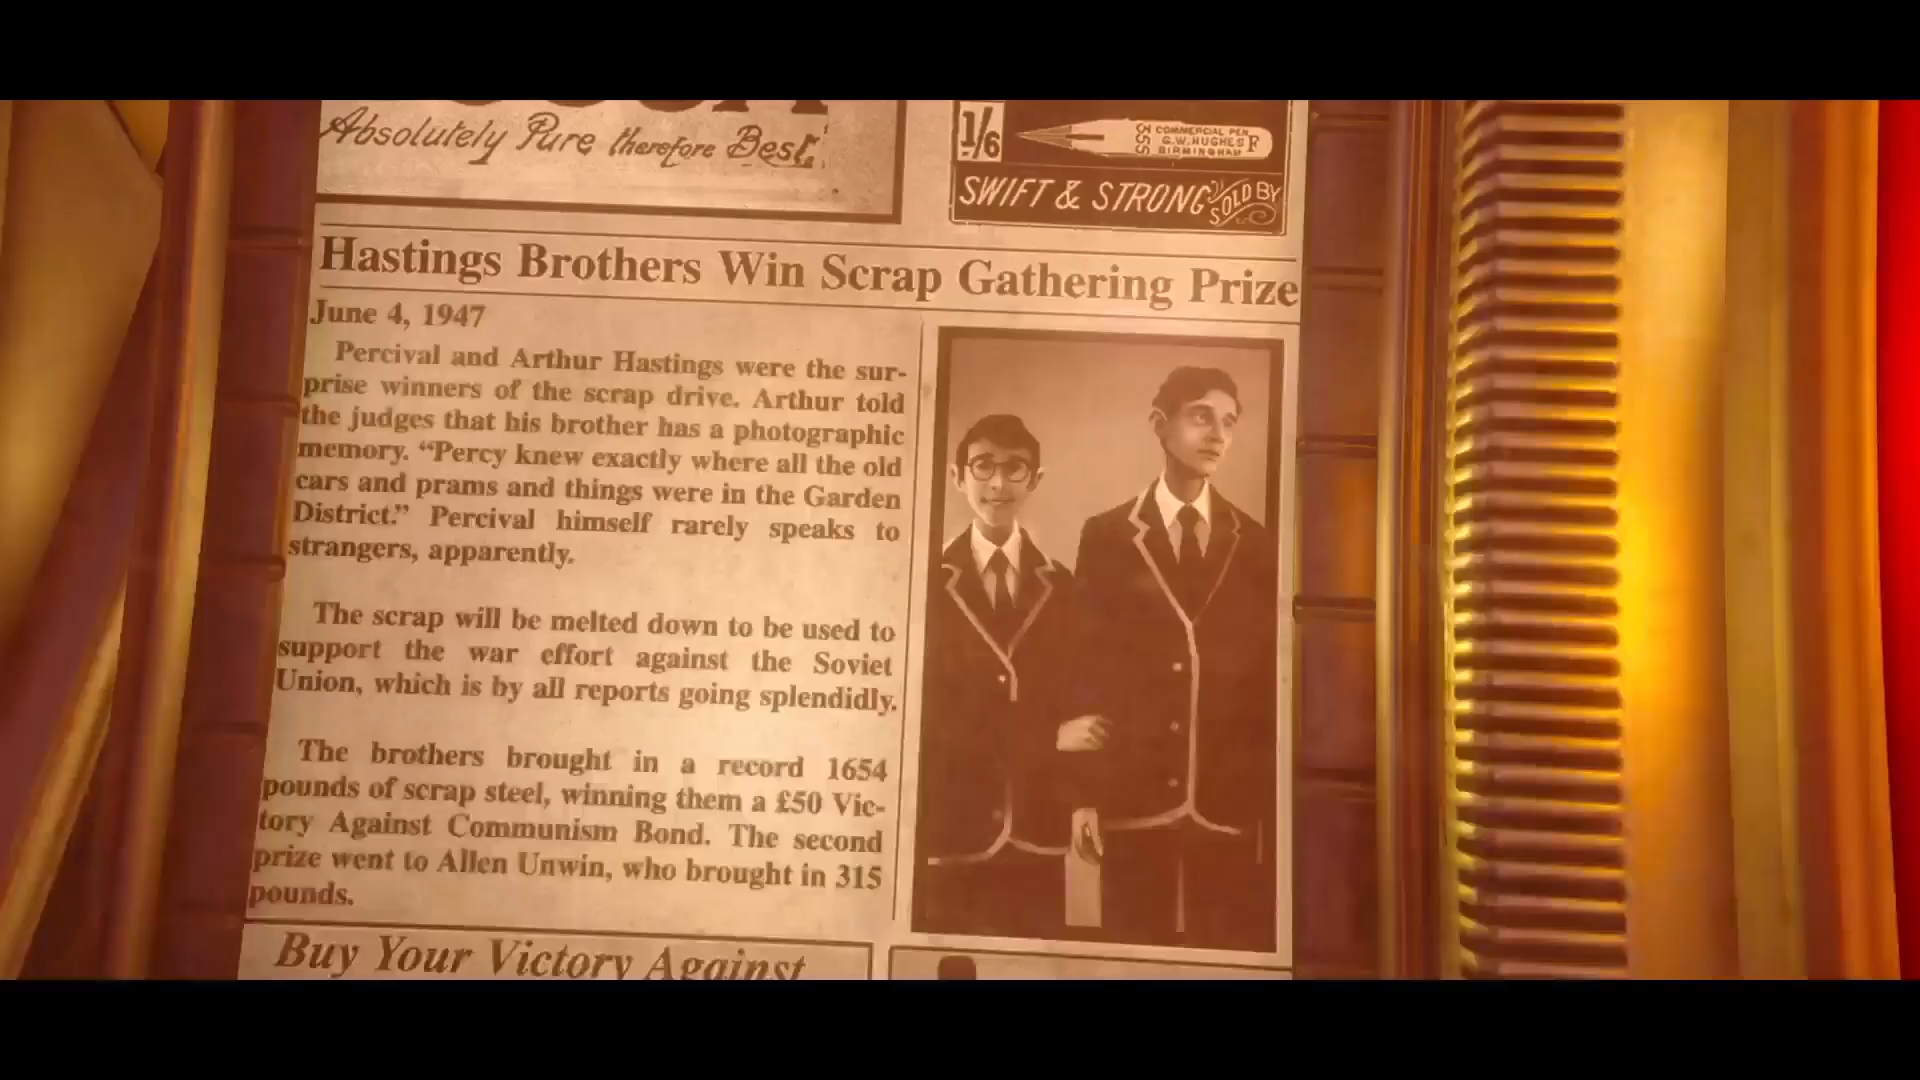 Absolutely Pure therefore Best.
1/6
355
COMMERCIAL PEN
G.W.HUGHES F
BIRMINGHAM
SWIFT & STRONG
SOLD BY
Hastings Brothers Win Scrap Gathering Prize
June 4, 1947
Percival and Arthur Hastings were the sur-
prise winners of the scrap drive. Arthur told
the judges that his brother has a photographic
memory. “Percy knew exactly where all the old
cars and prams and things were in the Garden
District.” Percival himself rarely speaks to
strangers, apparently.
The scrap will be melted down to be used to
support the war effort against the Soviet
Union, which is by all reports going splendidly.
The brothers brought in a record 1654
pounds of scrap steel, winning them a £50 Vic-
tory Against Communism Bond. The second
prize went to Allen Unwin, who brought in 315
pounds.
Buy Your Victory Against